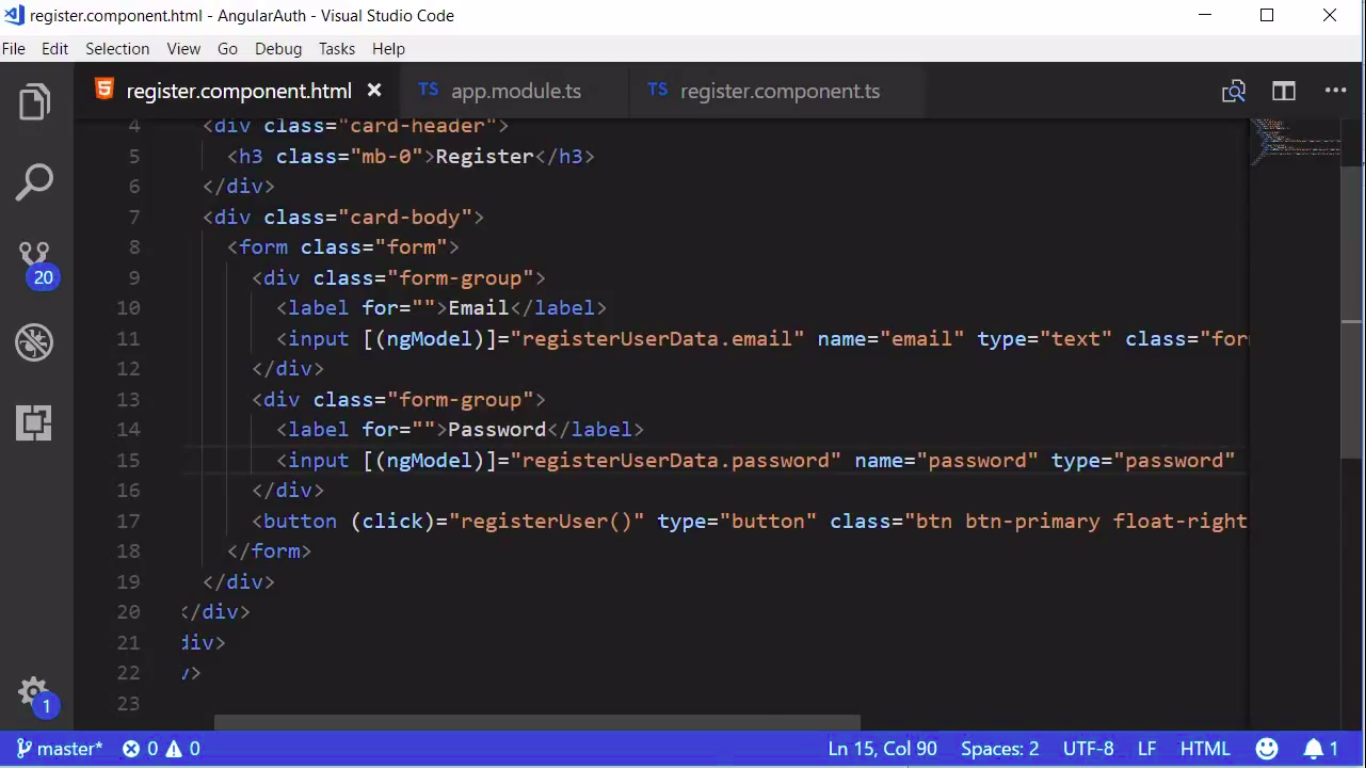 register.component.html - AngularAuth - Visual Studio Code
File Edit Selection View Go Debug Tasks Help
register.component.html TS app.module.ts TS register.component.ts
4 <div class="card-header">
5 <h3 class="mb-0">Register</h3>
6 </div>
7 <div class="card-body">
8 <form class="form">
9 <div class="form-group">
10 <label for="">Email</label>
11 <input [(ngModel)]="registerUserData.email" name="email" type="text" class="for
12 </div>
13 <div class="form-group">
14 <label for="">Password</label>
15 <input [(ngModel)]="registerUserData.password" name="password" type="password"
16 </div>
17 <button (click)="registerUser()" type="button" class="btn btn-primary float-right
18 </form>
19 </div>
20 </div>
21 div>
22 />
23
20
1
master* 0 0 Ln 15, Col 90 Spaces: 2 UTF-8 LF HTML 1